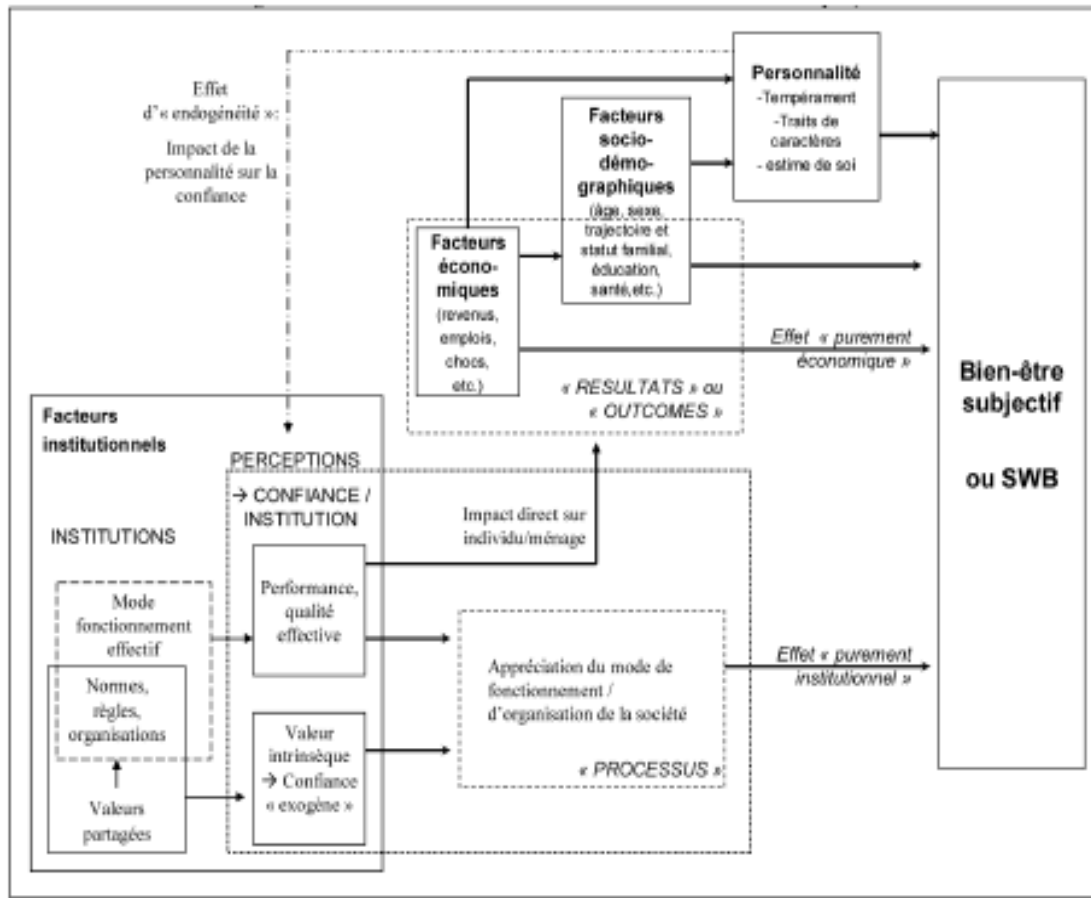 Effet
d'« endogénéité »:
Impact de la
personnalité sur la
confiance
Personnalité
-Tempérament
-Traits de
caractères
- estime de soi
Facteurs
socio-
démo-
graphiques
(âge, sexe,
trajectoire et
statut familial,
éducation,
santé,etc.)
Facteurs
écono-
miques
(revenus,
emplois,
chocs,
etc.)
Effet « purement
économique »
« RESULTATS » ou
« OUTCOMES »
Bien-être
subjectif
ou SWB
Facteurs
institutionnels
PERCEPTIONS
→ CONFIANCE /
INSTITUTION
INSTITUTIONS
Impact direct sur
individu/ménage
Mode
fonctionnement
effectif
Performance,
qualité
effective
Normes,
règles,
organisations
Valeurs
partagées
Valeur
intrinsèque
→ Confiance
« exogène »
Appréciation du mode de
fonctionnement /
d'organisation de la société
« PROCESSUS »
Effet « purement
institutionnel »